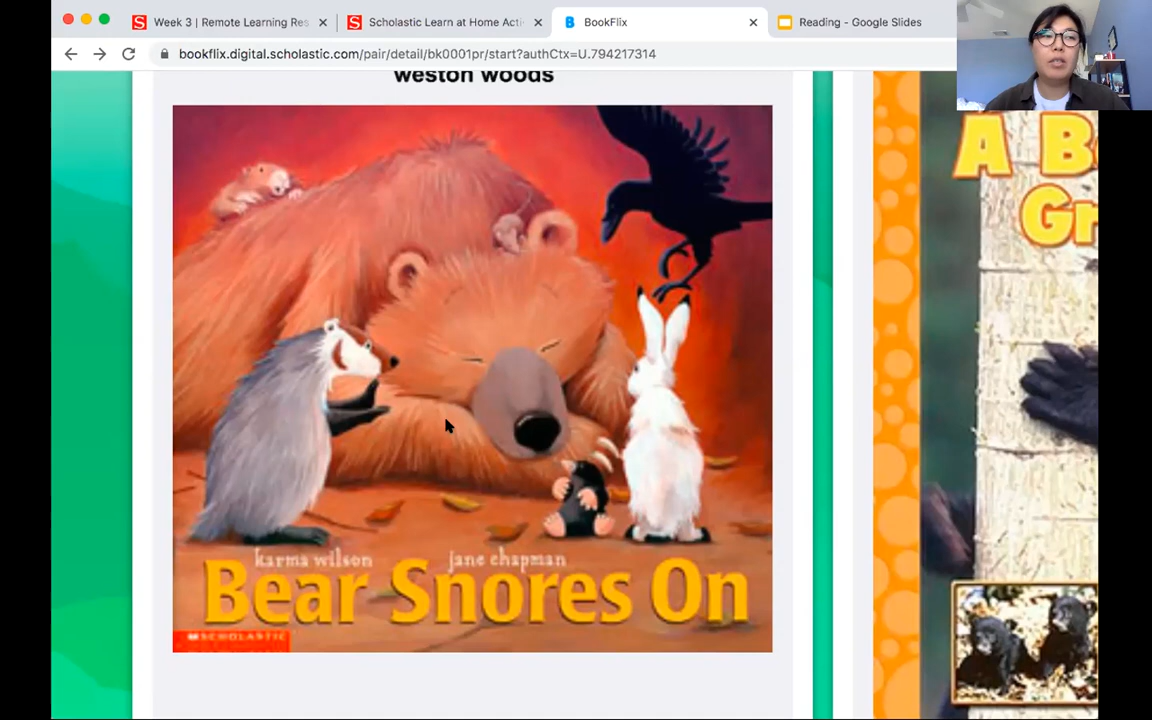 Week 3 | Remote Learning Res
Scholastic Learn at Home Acti
BookFlix
Reading - Google Slides
bookflix.digital.scholastic.com/pair/detail/bk0001pr/start?authCtx=U.794217314
weston woods
karma wilson jane chapman
Bear Snores On
SCHOLASTIC
A B
Gr